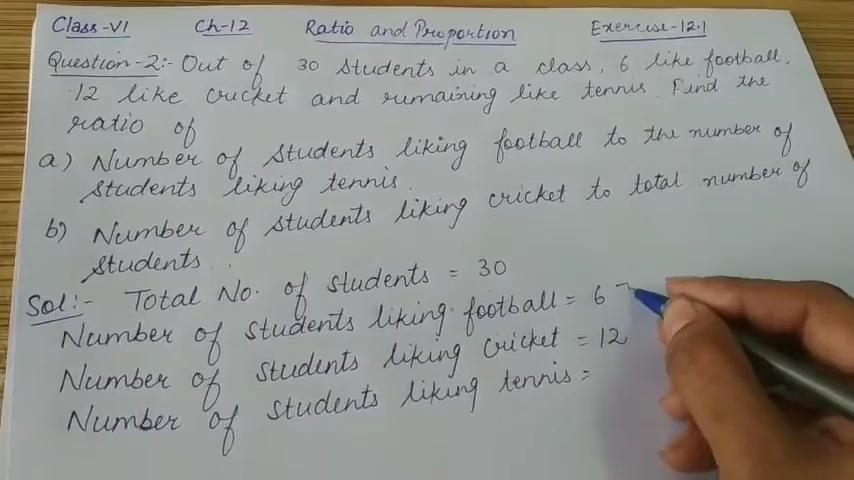 Class-VI Ch-12 Ratio and Proportion Exercise-12.1
Question-2:- Out of 30 students in a class, 6 like football,
12 like cricket and remaining like tennis. Find the
ratio of
a) Number of students liking football to the number of
students liking tennis.
b) Number of students liking cricket to total number of
students.
Sol:- Total No. of students = 30
Number of students liking football = 6
Number of students liking cricket = 12
Number of students liking tennis =